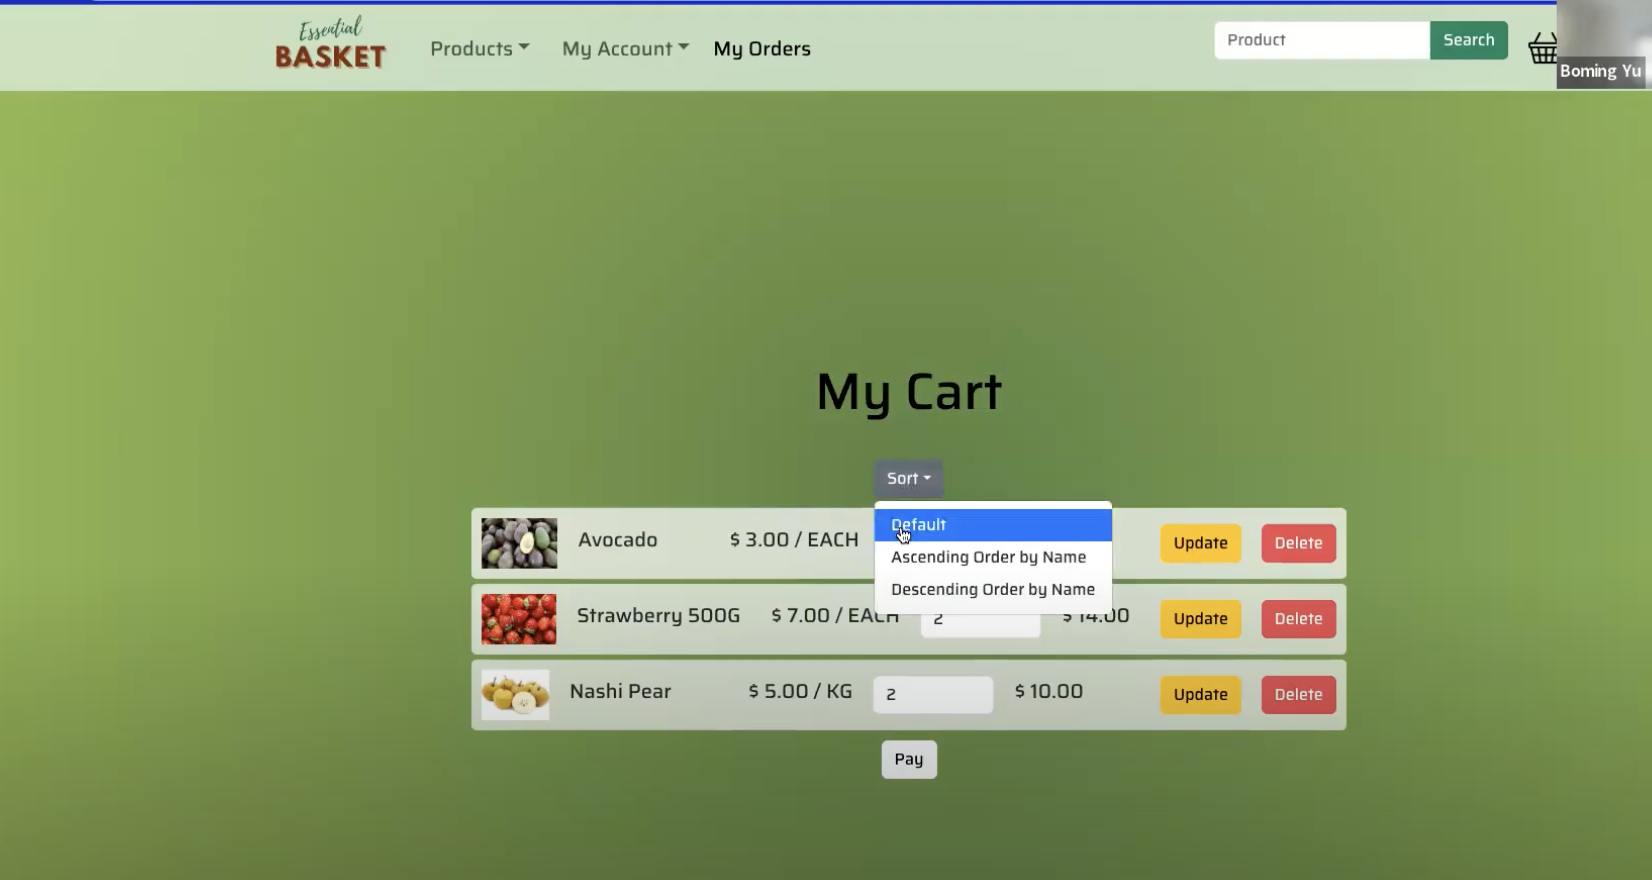 Essential
BASKET
Products
My Account
My Orders
Product
Search
Boming Yu
My Cart
Sort
Default
Ascending Order by Name
Descending Order by Name
Avocado $ 3.00 / EACH Update Delete
Strawberry 500G $ 7.00 / EACH 2 $ 14.00 Update Delete
Nashi Pear $ 5.00 / KG 2 $ 10.00 Update Delete
Pay